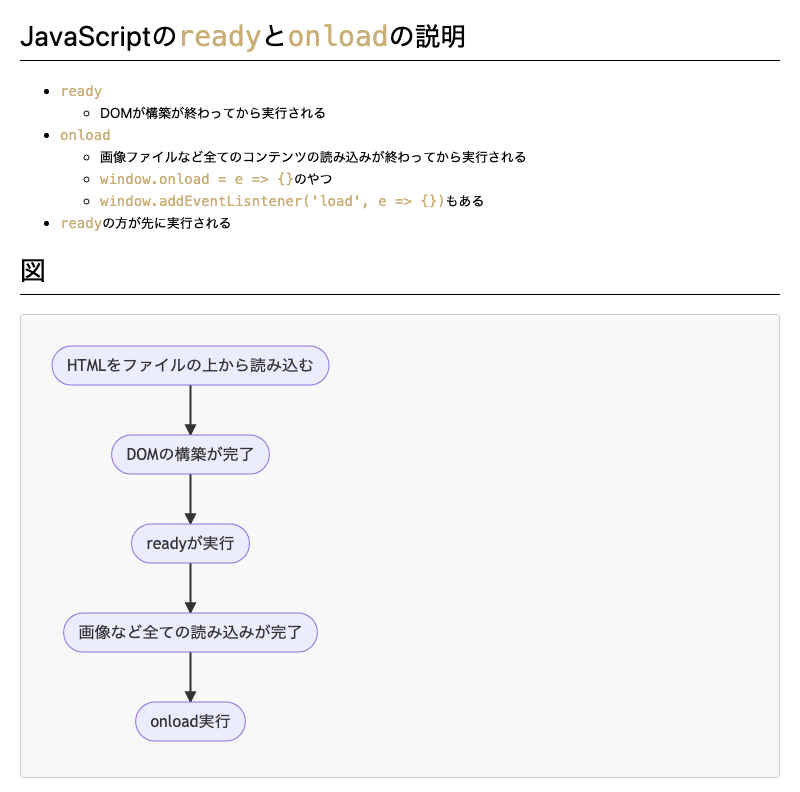 JavaScriptのreadyとonloadの説明
ready
DOMが構築が終わってから実行される
onload
画像ファイルなど全てのコンテンツの読み込みが終わってから実行される
window.onload = e => {}のやつ
window.addEventLisntener('load', e => {})もある
readyの方が先に実行される
図
HTMLをファイルの上から読み込む
DOMの構築が完了
readyが実行
画像など全ての読み込みが完了
onload実行